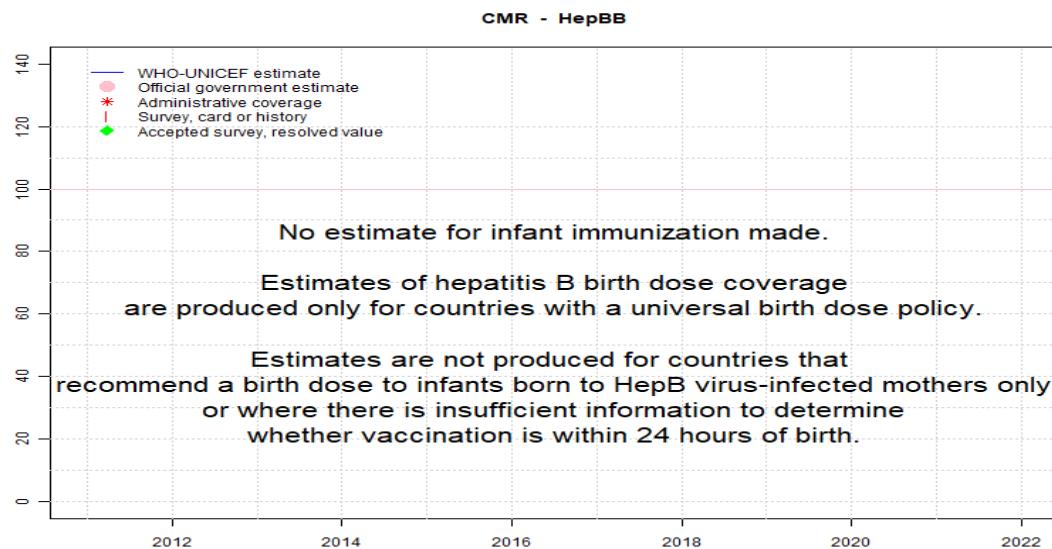 CMR - HepBB
140
120
100
80
60
40
20
0
WHO-UNICEF estimate
Official government estimate
Administrative coverage
Survey, card or history
Accepted survey, resolved value
No estimate for infant immunization made.
Estimates of hepatitis B birth dose coverage
are produced only for countries with a universal birth dose policy.
Estimates are not produced for countries that
recommend a birth dose to infants born to HepB virus-infected mothers only
or where there is insufficient information to determine
whether vaccination is within 24 hours of birth.
2012 2014 2016 2018 2020 2022